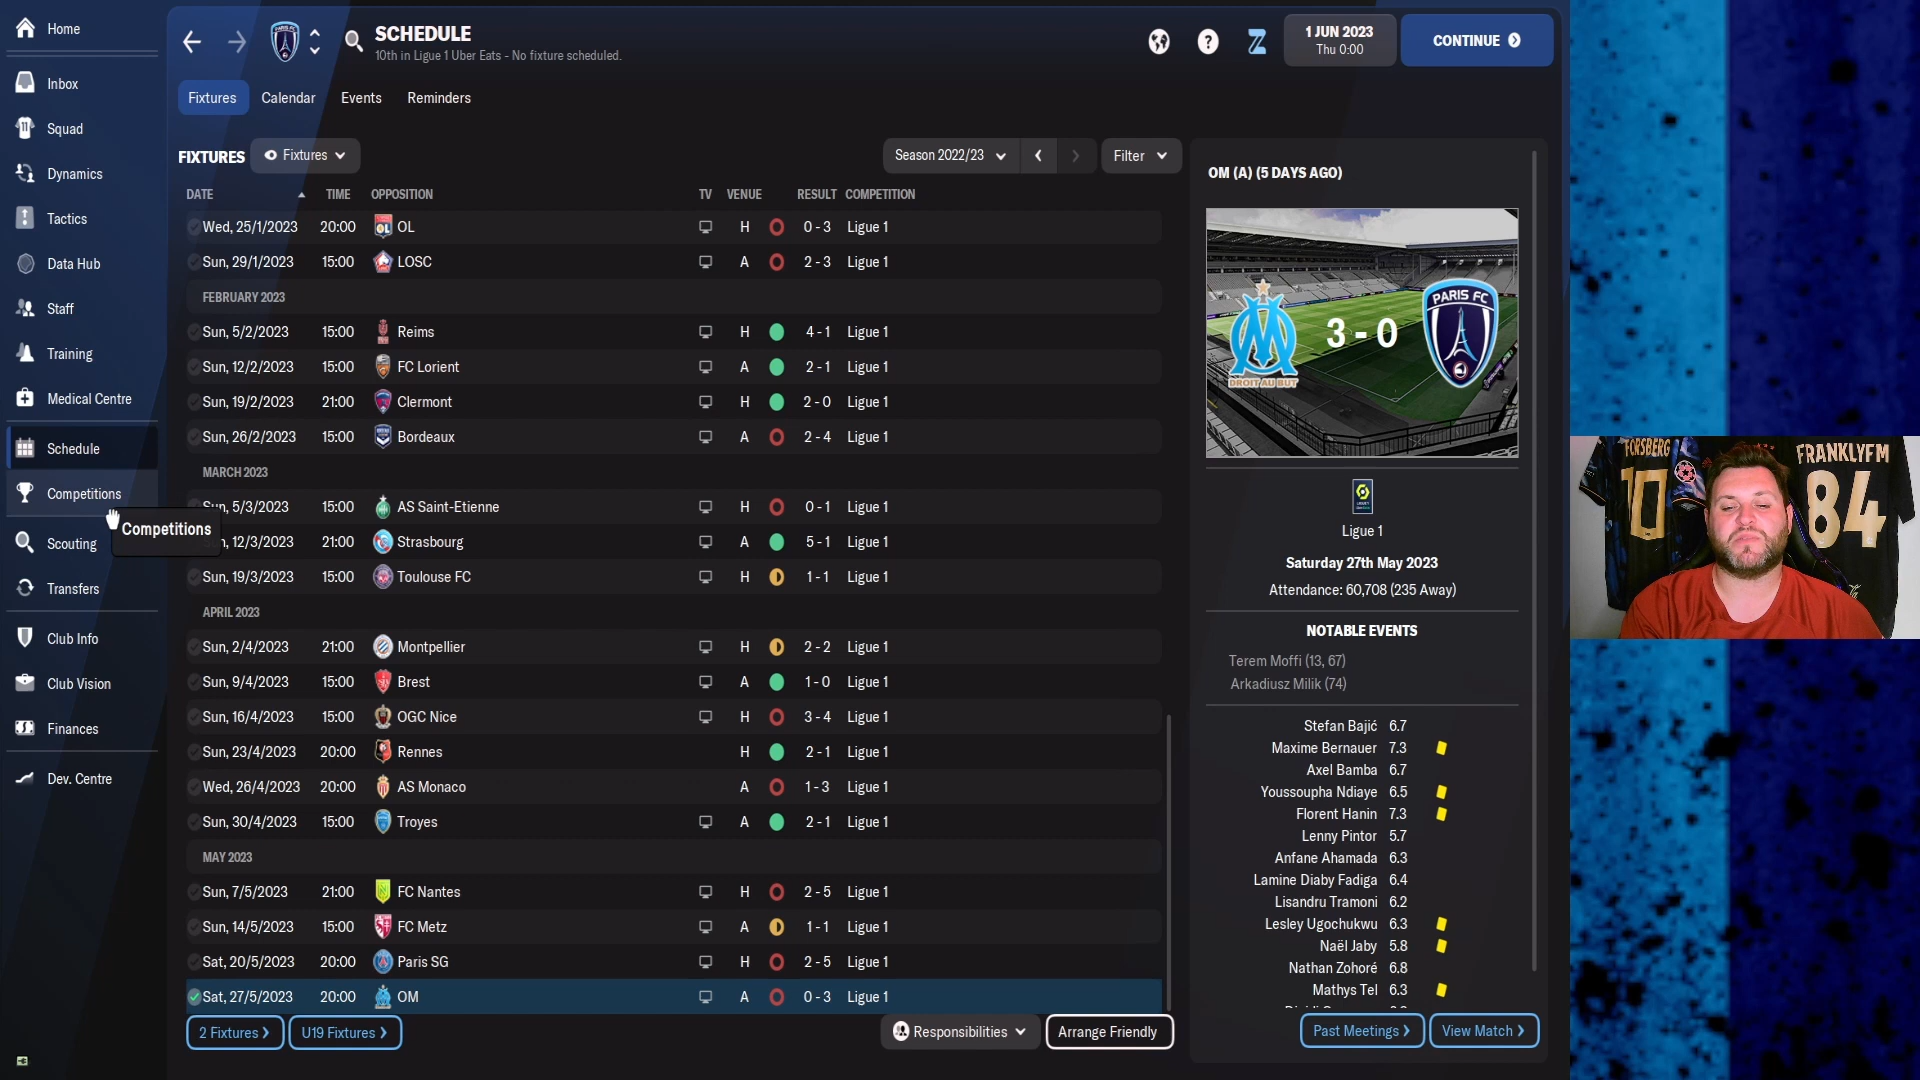 Home
Inbox
Squad
Dynamics
Tactics
Data Hub
Staff
Training
Medical Centre
Schedule
Competitions
Competitions
Scouting
Transfers
Club Info
Club Vision
Finances
Dev. Centre
SCHEDULE
10th in Ligue 1 Uber Eats - No fixture scheduled.
1 JUN 2023
Thu 0:00
CONTINUE
Fixtures Calendar Events Reminders
FIXTURES Fixtures Season 2022/23 Filter
DATE TIME OPPOSITION TV VENUE RESULT COMPETITION
Wed, 25/1/2023 20:00 OL H 0 - 3 Ligue 1
Sun, 29/1/2023 15:00 LOSC A 2 - 3 Ligue 1
FEBRUARY 2023
Sun, 5/2/2023 15:00 Reims H 4 - 1 Ligue 1
Sun, 12/2/2023 15:00 FC Lorient A 2 - 1 Ligue 1
Sun, 19/2/2023 21:00 Clermont H 2 - 0 Ligue 1
Sun, 26/2/2023 15:00 Bordeaux A 2 - 4 Ligue 1
MARCH 2023
Sun, 5/3/2023 15:00 AS Saint-Etienne H 0 - 1 Ligue 1
12/3/2023 21:00 Strasbourg A 5 - 1 Ligue 1
Sun, 19/3/2023 15:00 Toulouse FC H 1 - 1 Ligue 1
APRIL 2023
Sun, 2/4/2023 21:00 Montpellier H 2 - 2 Ligue 1
Sun, 9/4/2023 15:00 Brest A 1 - 0 Ligue 1
Sun, 16/4/2023 15:00 OGC Nice H 3 - 4 Ligue 1
Sun, 23/4/2023 20:00 Rennes H 2 - 1 Ligue 1
Wed, 26/4/2023 20:00 AS Monaco A 1 - 3 Ligue 1
Sun, 30/4/2023 15:00 Troyes A 2 - 1 Ligue 1
MAY 2023
Sun, 7/5/2023 21:00 FC Nantes H 2 - 5 Ligue 1
Sun, 14/5/2023 15:00 FC Metz A 1 - 1 Ligue 1
Sat, 20/5/2023 20:00 Paris SG H 2 - 5 Ligue 1
Sat, 27/5/2023 20:00 OM A 0 - 3 Ligue 1
2 Fixtures U19 Fixtures Responsibilities Arrange Friendly
OM (A) (5 DAYS AGO)
DROIT AU BUT
3 - 0
PARIS FC
Ligue 1
Saturday 27th May 2023
Attendance: 60,708 (235 Away)
NOTABLE EVENTS
Terem Moffi (13, 67)
Arkadiusz Milik (74)
Stefan Bajić 6.7
Maxime Bernauer 7.3
Axel Bamba 6.7
Youssoupha Ndiaye 6.5
Florent Hanin 7.3
Lenny Pintor 5.7
Anfane Ahamada 6.3
Lamine Diaby Fadiga 6.4
Lisandru Tramoni 6.2
Lesley Ugochukwu 6.3
Naël Jaby 5.8
Nathan Zohoré 6.8
Mathys Tel 6.3
Past Meetings View Match
FORSBERG
10
FRANKLYFM
84